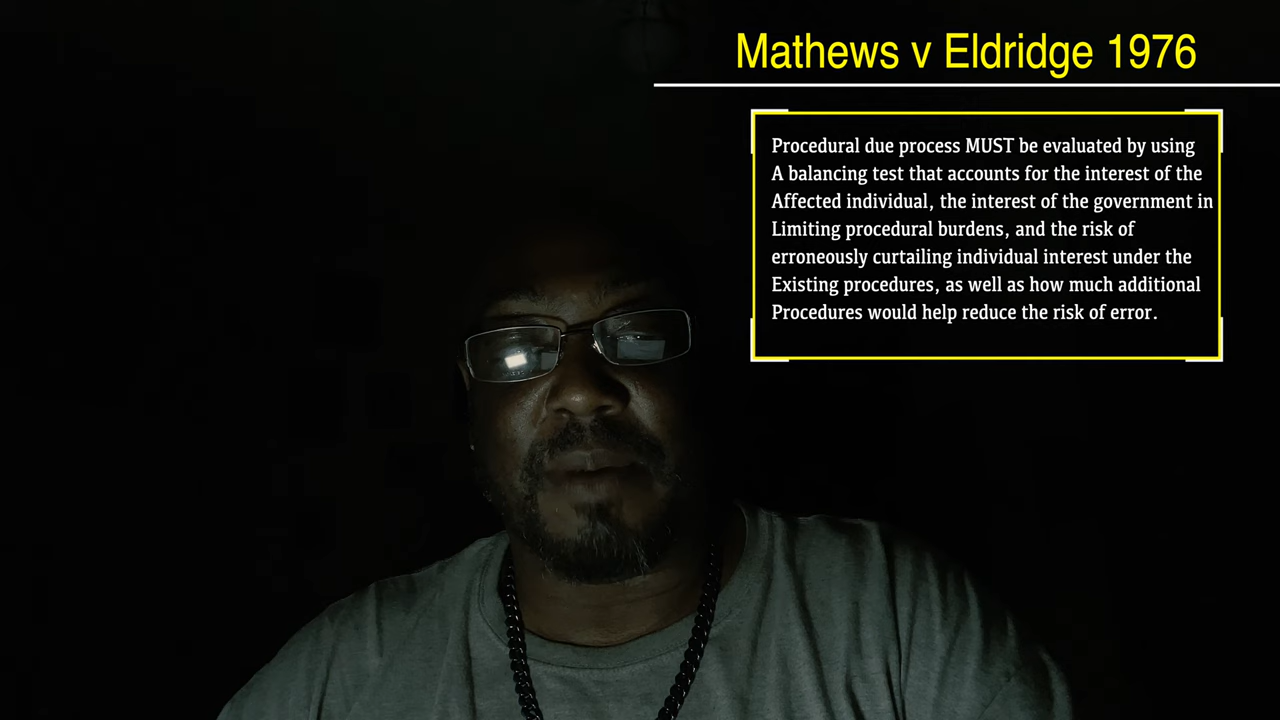 Mathews v Eldridge 1976
Procedural due process MUST be evaluated by using
A balancing test that accounts for the interest of the
Affected individual, the interest of the government in
Limiting procedural burdens, and the risk of
erroneously curtailing individual interest under the
Existing procedures, as well as how much additional
Procedures would help reduce the risk of error.